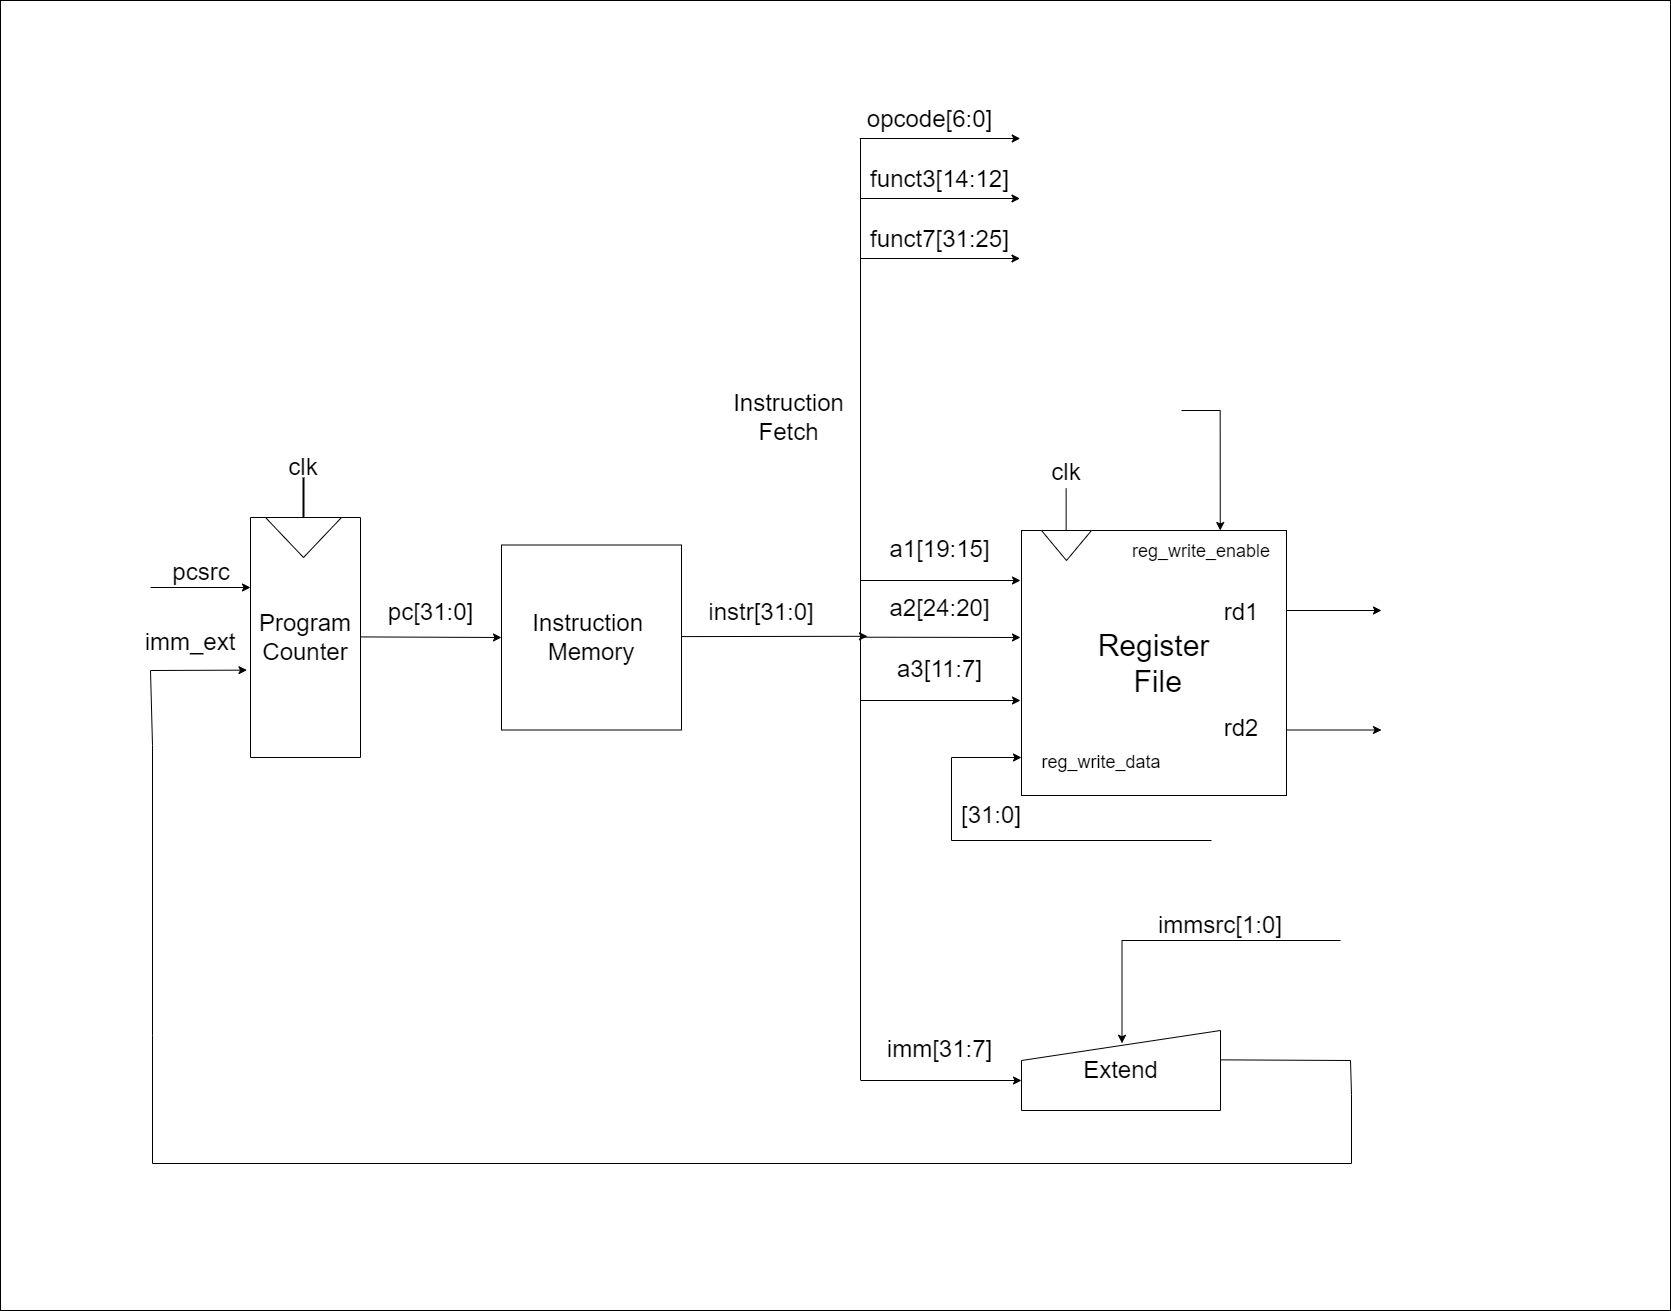 opcode[6:0]
funct3[14:12]
funct7[31:25]
Instruction
Fetch
clk
clk
pcsrc
imm_ext
Program
Counter
pc[31:0]
Instruction
Memory
instr[31:0]
a1[19:15]
a2[24:20]
a3[11:7]
reg_write_enable
rd1
Register
File
rd2
reg_write_data
[31:0]
immsrc[1:0]
imm[31:7]
Extend